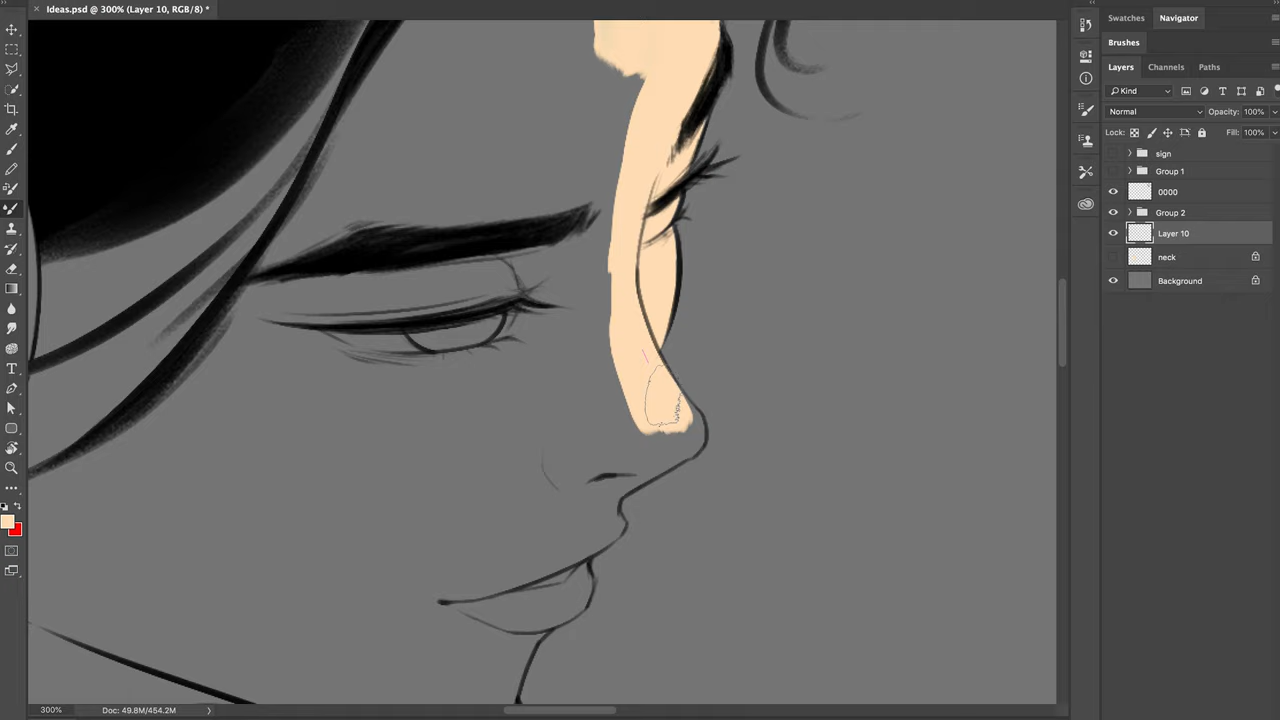 Ideas.psd @ 300% (Layer 10, RGB/8) *
Swatches
Navigator
Brushes
Layers
Channels
Paths
Kind
Normal
Opacity: 100%
Lock:
Fill: 100%
sign
Group 1
0000
Group 2
Layer 10
neck
Background
300%
Doc: 49.8M/454.2M